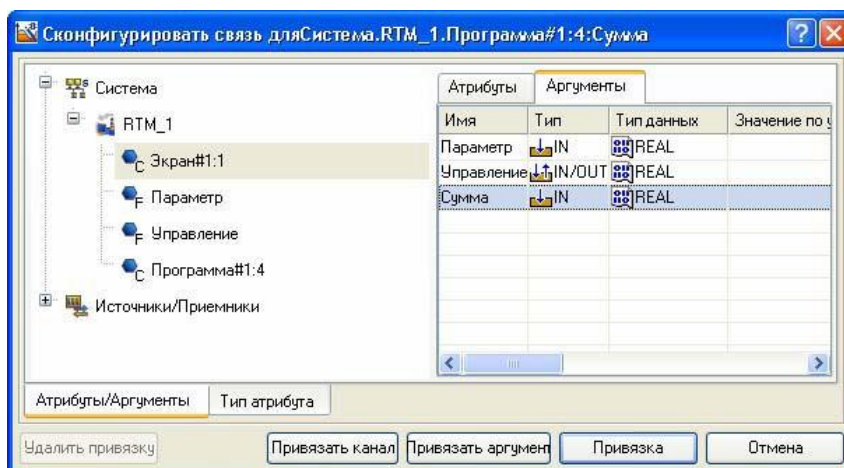 Сконфигурировать связь дляСистема.RTM_1.Программа#1:4:Сумма
Система
RTM_1
Экран#1:1
Параметр
Управление
Программа#1:4
Источники/Приемники
Атрибуты Аргументы
Имя Тип Тип данных Значение по у
Параметр IN REAL
Управление IN/OUT REAL
Сумма IN REAL
Атрибуты/Аргументы Тип атрибута
Удалить привязку Привязать канал Привязать аргумен Привязка Отмена